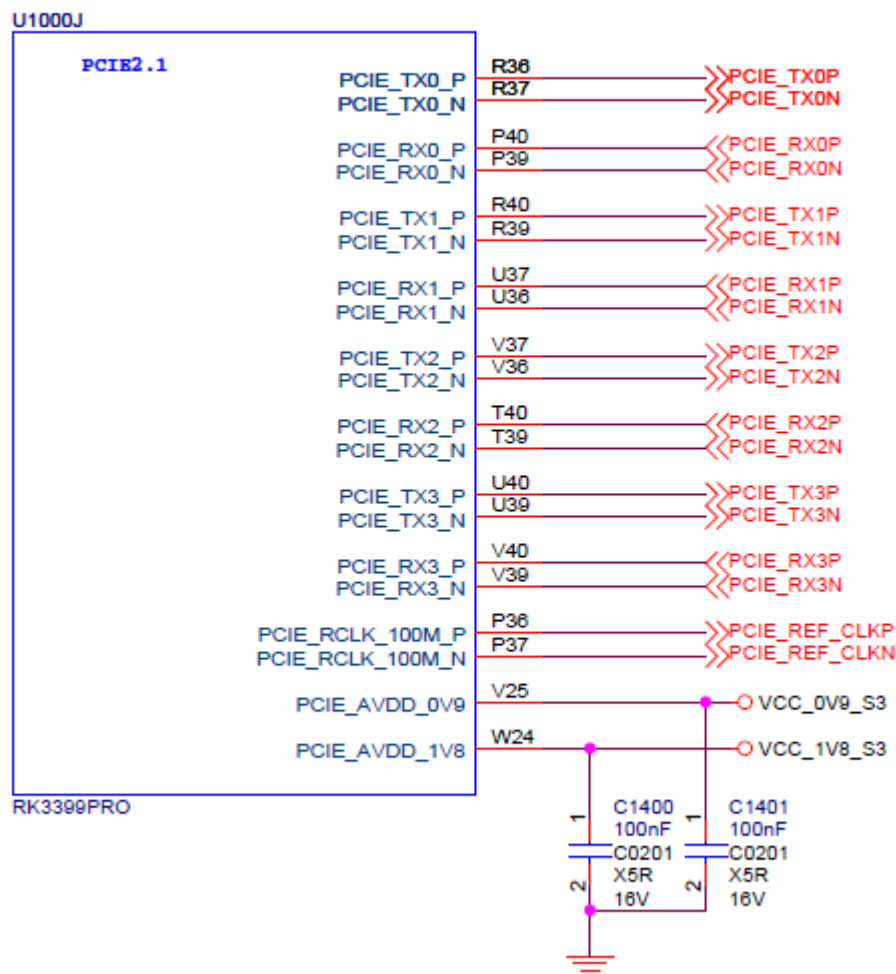 U1000J
PCIE2.1
PCIE_TX0_P R36 PCIE_TX0P
PCIE_TX0_N R37 PCIE_TX0N
PCIE_RX0_P P40 PCIE_RX0P
PCIE_RX0_N P39 PCIE_RX0N
PCIE_TX1_P R40 PCIE_TX1P
PCIE_TX1_N R39 PCIE_TX1N
PCIE_RX1_P U37 PCIE_RX1P
PCIE_RX1_N U36 PCIE_RX1N
PCIE_TX2_P V37 PCIE_TX2P
PCIE_TX2_N V36 PCIE_TX2N
PCIE_RX2_P T40 PCIE_RX2P
PCIE_RX2_N T39 PCIE_RX2N
PCIE_TX3_P U40 PCIE_TX3P
PCIE_TX3_N U39 PCIE_TX3N
PCIE_RX3_P V40 PCIE_RX3P
PCIE_RX3_N V39 PCIE_RX3N
PCIE_RCLK_100M_P P36 PCIE_REF_CLKP
PCIE_RCLK_100M_N P37 PCIE_REF_CLKN
PCIE_AVDD_0V9 V25 VCC_0V9_S3
PCIE_AVDD_1V8 W24 VCC_1V8_S3
RK3399PRO
1 C1400 1 C1401
100nF 100nF
C0201 C0201
2 X5R 2 X5R
16V 16V